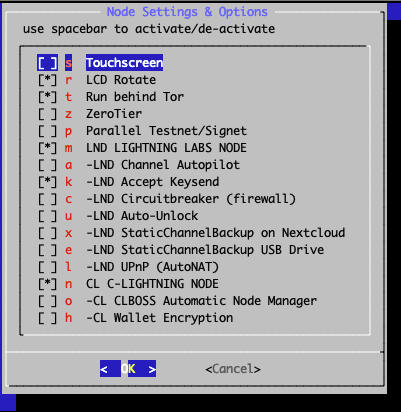 Node Settings & Options
use spacebar to activate/de-activate
[ ] s Touchscreen
[*] r LCD Rotate
[*] t Run behind Tor
[ ] z ZeroTier
[ ] p Parallel Testnet/Signet
[*] m LND LIGHTNING LABS NODE
[ ] a -LND Channel Autopilot
[*] k -LND Accept Keysend
[ ] c -LND Circuitbreaker (firewall)
[ ] u -LND Auto-Unlock
[ ] x -LND StaticChannelBackup on Nextcloud
[ ] e -LND StaticChannelBackup USB Drive
[ ] l -LND UPnP (AutoNAT)
[*] n CL C-LIGHTNING NODE
[ ] o -CL CLBOSS Automatic Node Manager
[ ] h -CL Wallet Encryption
< OK > <Cancel>